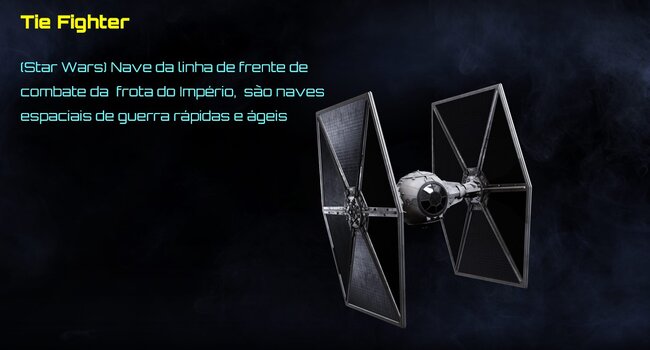 Tie Fighter
(Star Wars) Nave da linha de frente de
combate da  frota do Império,  são naves
espaciais de guerra rápidas e ágeis